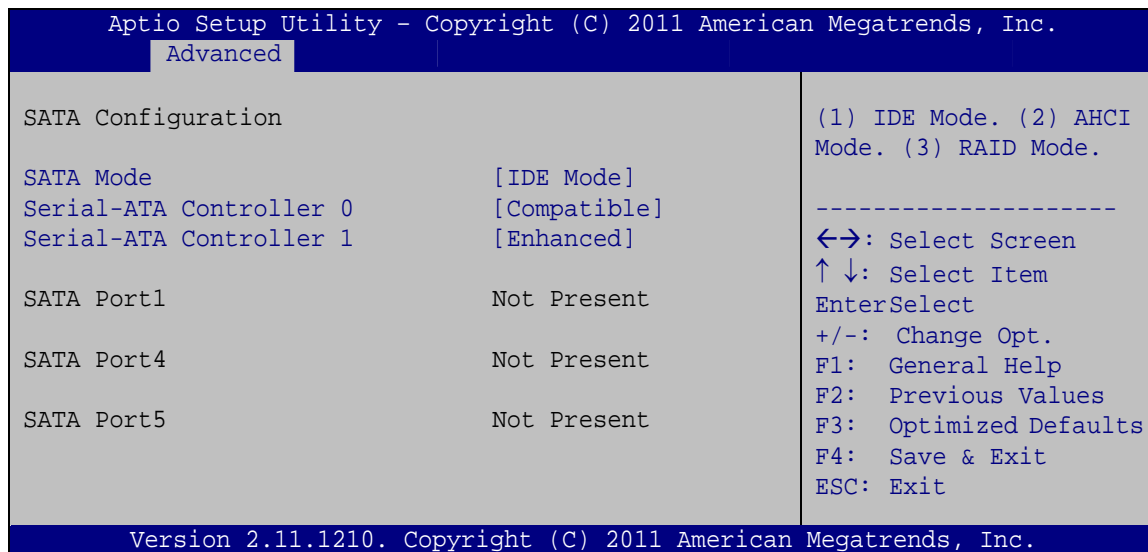 Aptio Setup Utility – Copyright (C) 2011 American Megatrends, Inc.
Advanced
SATA Configuration
SATA Mode [IDE Mode]
Serial-ATA Controller 0 [Compatible]
Serial-ATA Controller 1 [Enhanced]
SATA Port1 Not Present
SATA Port4 Not Present
SATA Port5 Not Present
(1) IDE Mode. (2) AHCI
Mode. (3) RAID Mode.
---------------------
←→: Select Screen
↑ ↓: Select Item
EnterSelect
+/-: Change Opt.
F1: General Help
F2: Previous Values
F3: Optimized Defaults
F4: Save & Exit
ESC: Exit
Version 2.11.1210. Copyright (C) 2011 American Megatrends, Inc.